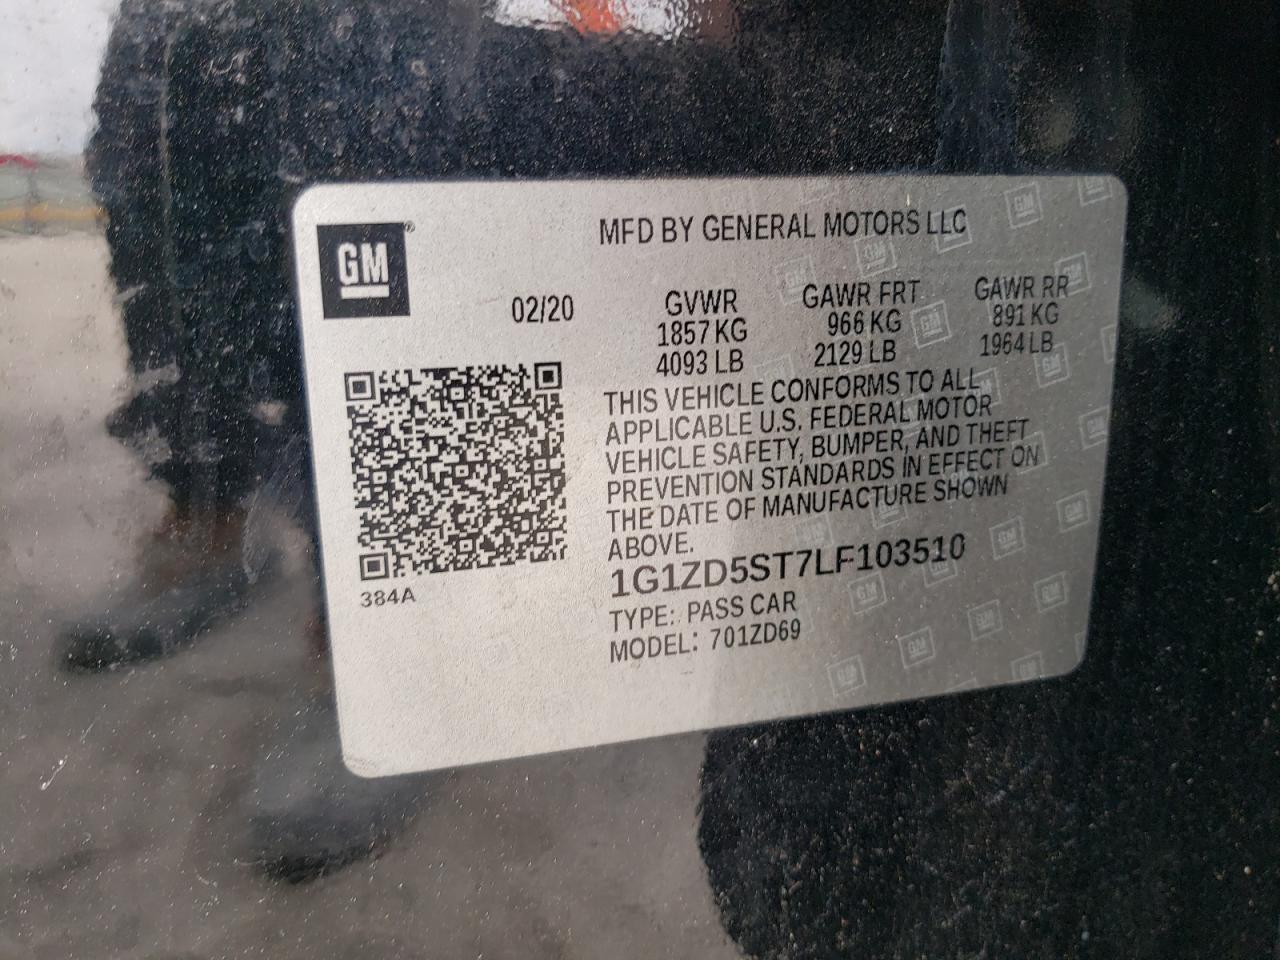 GM
MFD BY GENERAL MOTORS LLC
02/20
GVWR GAWR FRT GAWR RR
1857 KG 966 KG 891 KG
4093 LB 2129 LB 1964 LB
THIS VEHICLE CONFORMS TO ALL
APPLICABLE U.S. FEDERAL MOTOR
VEHICLE SAFETY, BUMPER, AND THEFT
PREVENTION STANDARDS IN EFFECT ON
THE DATE OF MANUFACTURE SHOWN
ABOVE.
1G1ZD5ST7LF103510
TYPE: PASS CAR
MODEL: 701ZD69
384A